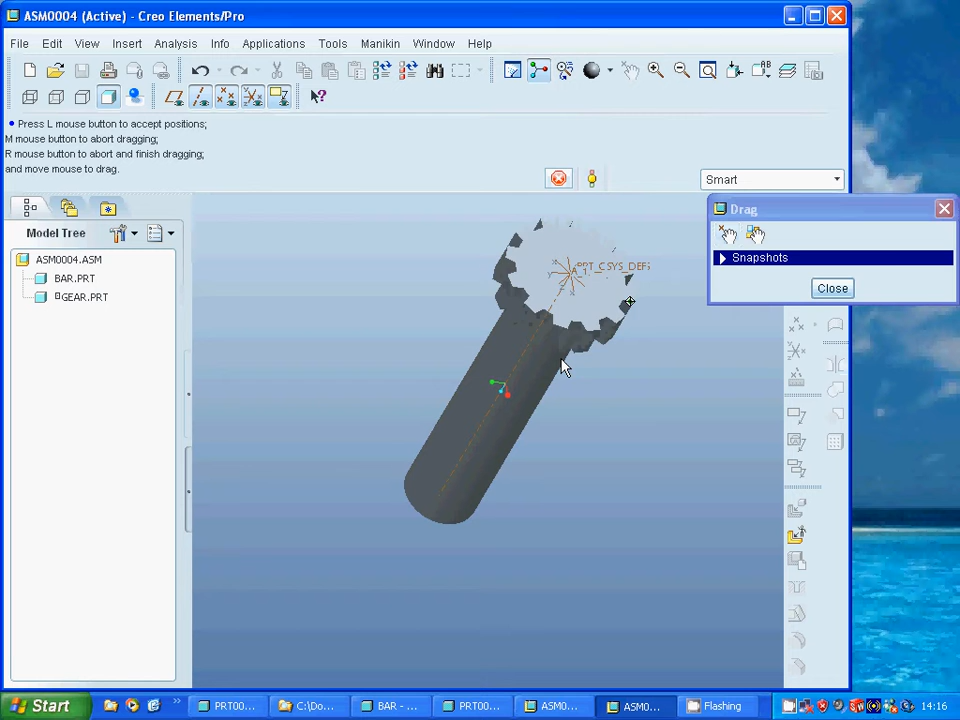 ASM0004 (Active) - Creo Elements/Pro
File Edit View Insert Analysis Info Applications Tools Manikin Window Help
Press L mouse button to accept positions;
M mouse button to abort dragging;
R mouse button to abort and finish dragging;
and move mouse to drag.
Smart
Drag
Snapshots
Close
Model Tree
ASM0004.ASM
BAR.PRT
GEAR.PRT
Start
PRT00...
C:\Do...
BAR - ...
PRT00...
ASM0...
ASM0...
Flashing
14:16